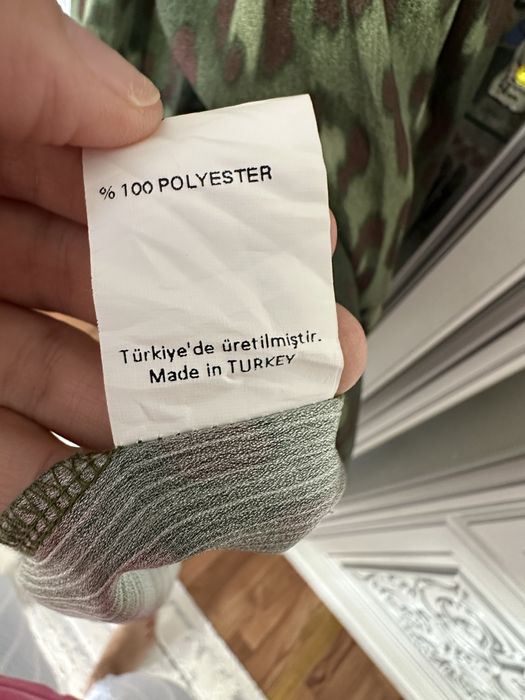 % 100 POLYESTER
Türkiye'de üretilmiştir.
Made in TURKEY